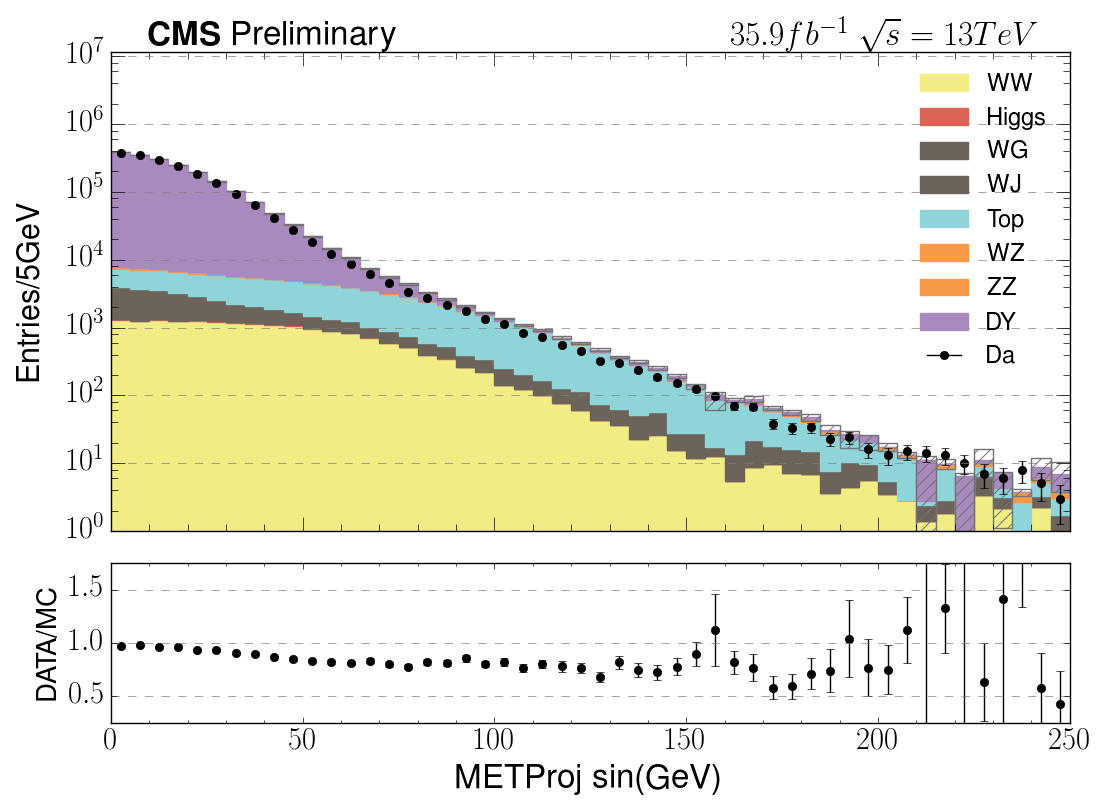 CMS Preliminary 35.9fb⁻¹ √s = 13TeV
Entries/5GeV
10⁷
10⁶
10⁵
10⁴
10³
10²
10¹
10⁰
WW
Higgs
WG
WJ
Top
WZ
ZZ
DY
Da
DATA/MC
1.5
1.0
0.5
0 50 100 150 200 250
METProj sin(GeV)